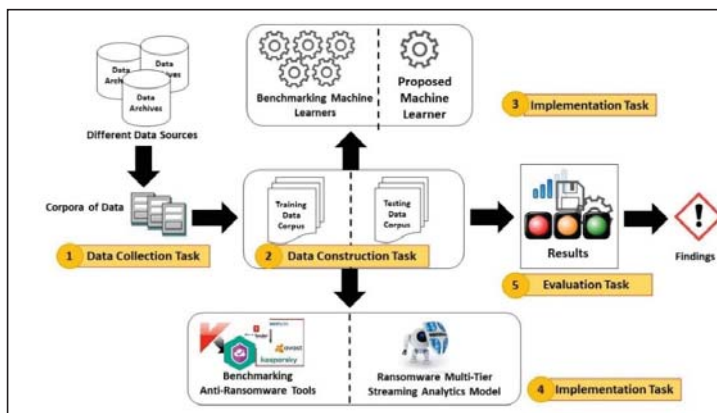 Data
Archives
Data
Archives
Different Data Sources
Corpora of Data
1 Data Collection Task
Benchmarking Machine
Learners
Proposed
Machine
Learner
3 Implementation Task
Training
Data
Corpus
Testing
Data
Corpus
2 Data Construction Task
Results
5 Evaluation Task
Findings
avast
kaspersky
Benchmarking
Anti-Ransomware Tools
Ransomware Multi-Tier
Streaming Analytics Model
4 Implementation Task